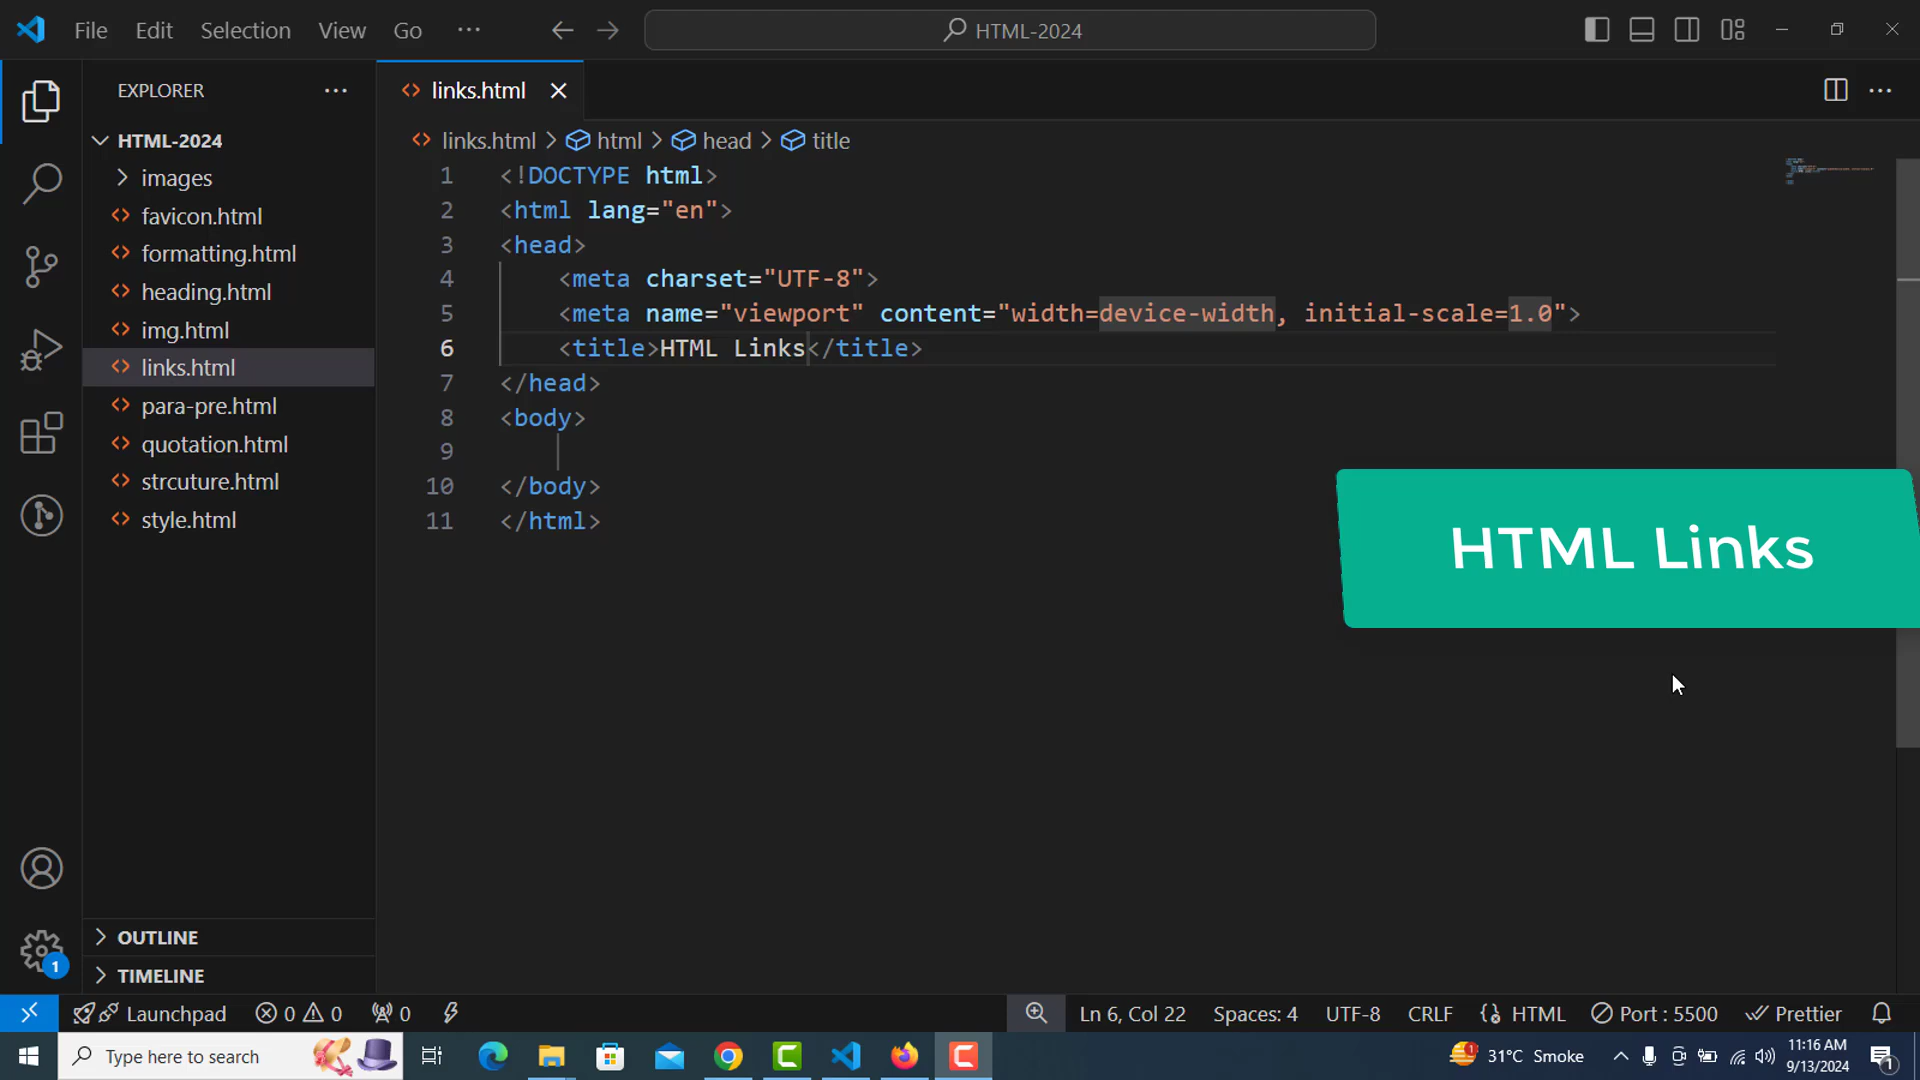 File Edit Selection View Go ··· HTML-2024
EXPLORER ···
links.html
HTML-2024
images
favicon.html
formatting.html
heading.html
img.html
links.html
para-pre.html
quotation.html
strcuture.html
style.html
OUTLINE
TIMELINE
links.html > html > head > title
1 <!DOCTYPE html>
2 <html lang="en">
3 <head>
4 <meta charset="UTF-8">
5 <meta name="viewport" content="width=device-width, initial-scale=1.0">
6 <title>HTML Links</title>
7 </head>
8 <body>
9
10 </body>
11 </html>
HTML Links
1
Launchpad 0 0 0 Ln 6, Col 22 Spaces: 4 UTF-8 CRLF HTML Port : 5500 Prettier
Type here to search 31°C Smoke 11:16 AM
9/13/2024
1